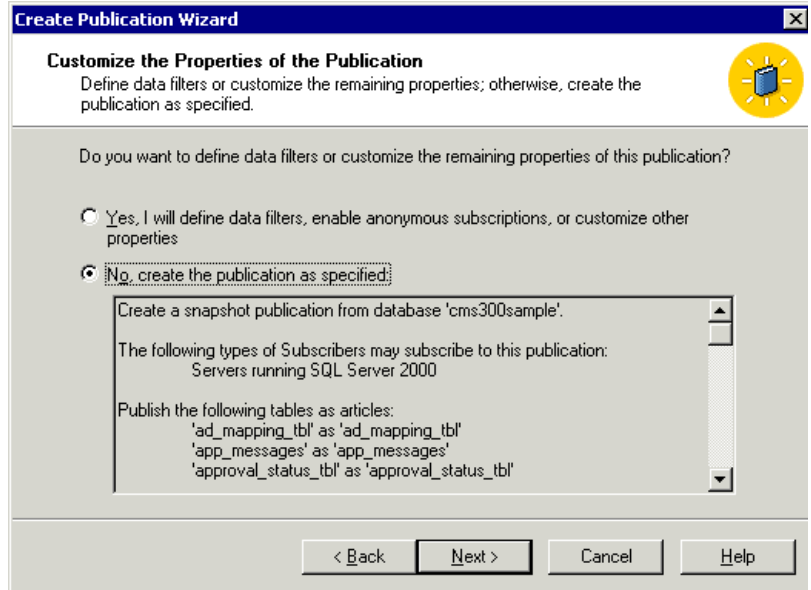 Create Publication Wizard
Customize the Properties of the Publication
Define data filters or customize the remaining properties; otherwise, create the
publication as specified.
Do you want to define data filters or customize the remaining properties of this publication?
Yes, I will define data filters, enable anonymous subscriptions, or customize other
properties
No, create the publication as specified:
Create a snapshot publication from database 'cms300sample'.
The following types of Subscribers may subscribe to this publication:
Servers running SQL Server 2000
Publish the following tables as articles:
'ad_mapping_tbl' as 'ad_mapping_tbl'
'app_messages' as 'app_messages'
'approval_status_tbl' as 'approval_status_tbl'
< Back Next > Cancel Help